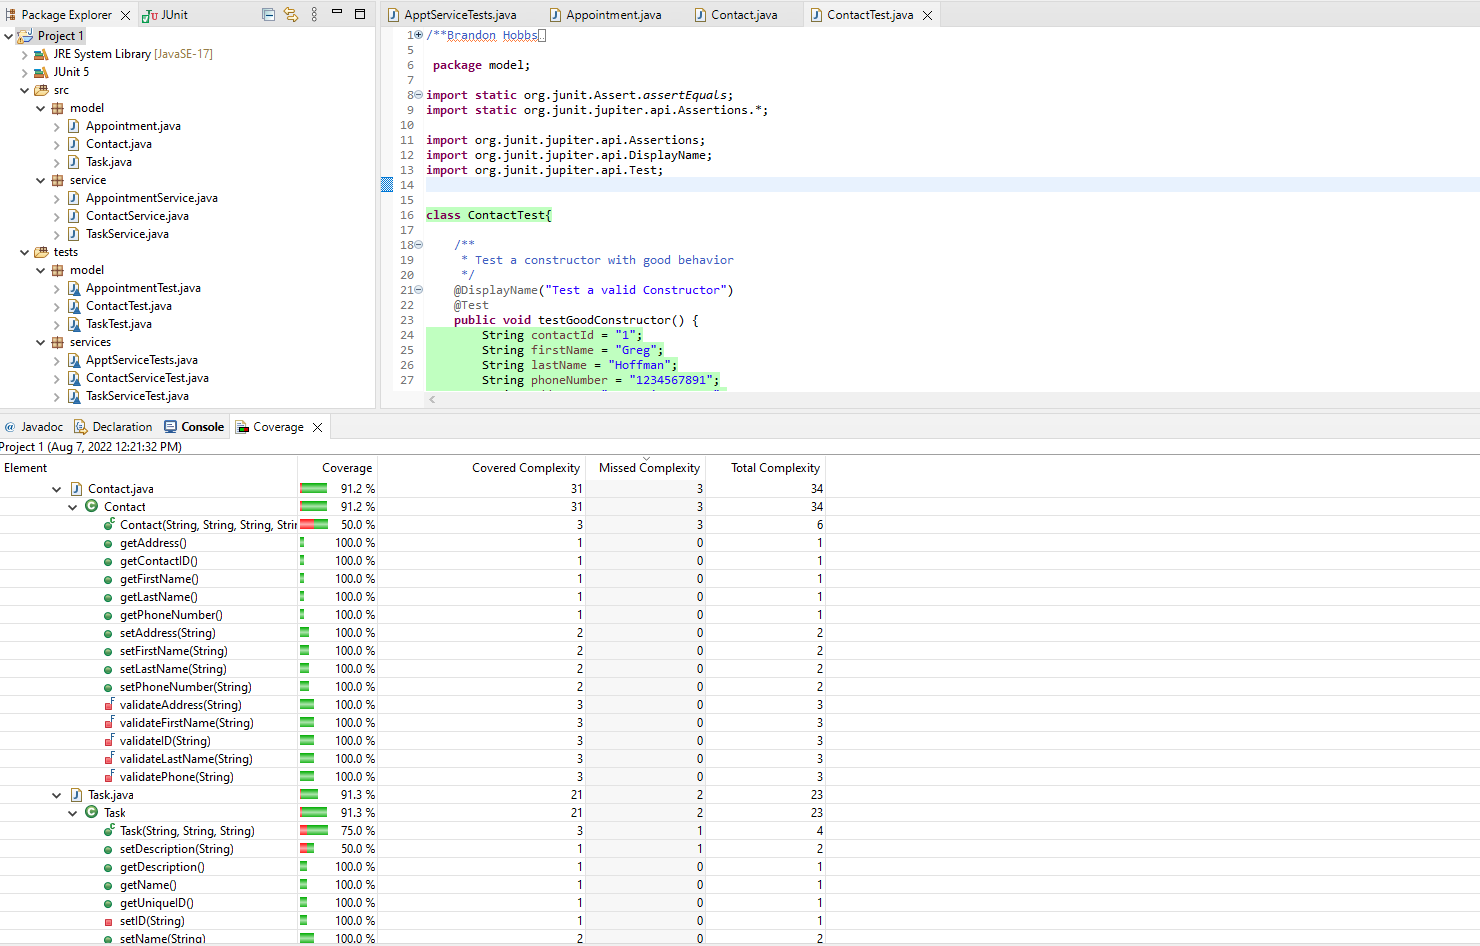 Package Explorer
JUnit
Project 1
JRE System Library [JavaSE-17]
JUnit 5
src
model
Appointment.java
Contact.java
Task.java
service
AppointmentService.java
ContactService.java
TaskService.java
tests
model
AppointmentTest.java
ContactTest.java
TaskTest.java
services
ApptServiceTests.java
ContactServiceTest.java
TaskServiceTest.java
ApptServiceTests.java
Appointment.java
Contact.java
ContactTest.java
1 /**Brandon Hobbs
5
6 package model;
7
8 import static org.junit.Assert.assertEquals;
9 import static org.junit.jupiter.api.Assertions.*;
10
11 import org.junit.jupiter.api.Assertions;
12 import org.junit.jupiter.api.DisplayName;
13 import org.junit.jupiter.api.Test;
14
15
16 class ContactTest{
17
18 /**
19 * Test a constructor with good behavior
20 */
21 @DisplayName("Test a valid Constructor")
22 @Test
23 public void testGoodConstructor() {
24 String contactId = "1";
25 String firstName = "Greg";
26 String lastName = "Hoffman";
27 String phoneNumber = "1234567891";
@ Javadoc
Declaration
Console
Coverage
Project 1 (Aug 7, 2022 12:21:32 PM)
Element Coverage Covered Complexity Missed Complexity Total Complexity
Contact.java 91.2 % 31 3 34
Contact 91.2 % 31 3 34
Contact(String, String, String, Strin 50.0 % 3 3 6
getAddress() 100.0 % 1 0 1
getContactID() 100.0 % 1 0 1
getFirstName() 100.0 % 1 0 1
getLastName() 100.0 % 1 0 1
getPhoneNumber() 100.0 % 1 0 1
setAddress(String) 100.0 % 2 0 2
setFirstName(String) 100.0 % 2 0 2
setLastName(String) 100.0 % 2 0 2
setPhoneNumber(String) 100.0 % 2 0 2
validateAddress(String) 100.0 % 3 0 3
validateFirstName(String) 100.0 % 3 0 3
validateID(String) 100.0 % 3 0 3
validateLastName(String) 100.0 % 3 0 3
validatePhone(String) 100.0 % 3 0 3
Task.java 91.3 % 21 2 23
Task 91.3 % 21 2 23
Task(String, String, String) 75.0 % 3 1 4
setDescription(String) 50.0 % 1 1 2
getDescription() 100.0 % 1 0 1
getName() 100.0 % 1 0 1
getUniqueID() 100.0 % 1 0 1
setID(String) 100.0 % 1 0 1
setName(String) 100.0 % 2 0 2